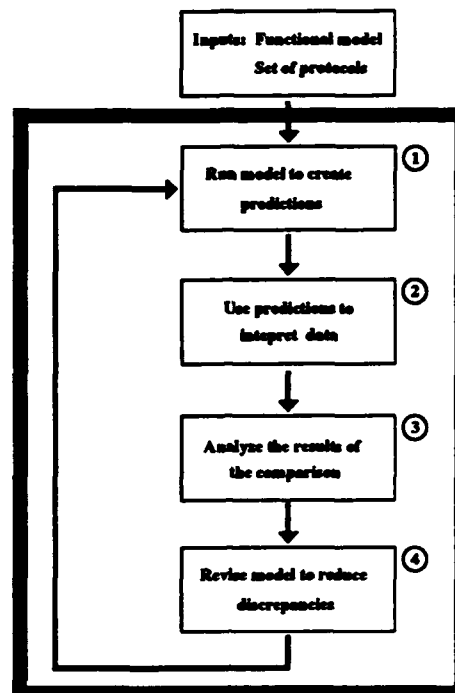 Inputs: Functional model
Set of protocols
1
Run model to create
predictions
2
Use predictions to
intepret data
3
Analyze the results of
the comparison
4
Revise model to reduce
discrepancies